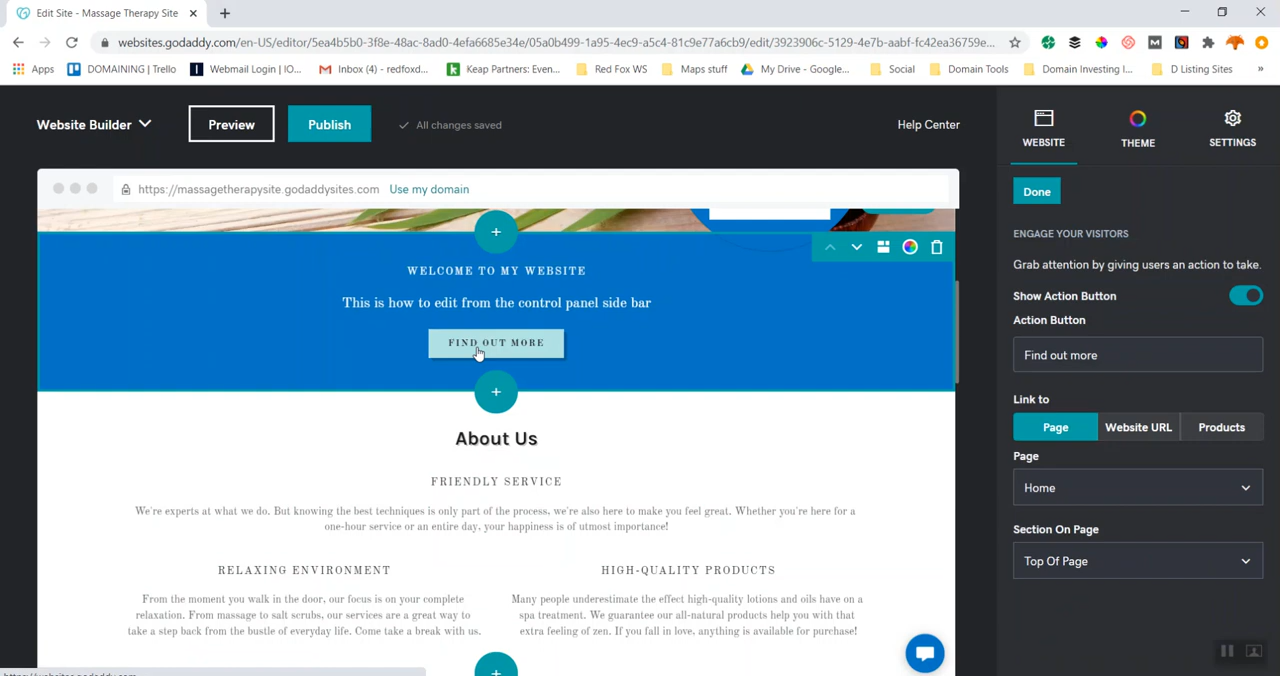 Edit Site - Massage Therapy Site
websites.godaddy.com/en-US/editor/5ea4b5b0-3f8e-48ac-8ad0-4efa6685e34e/05a0b499-1a95-4ec9-a5c4-81c9e77a6cb9/edit/3923906c-5129-4e7b-aabf-fc42ea36759e...
Apps DOMAINING | Trello Webmail Login | IO... Inbox (4) - redfoxd... Keap Partners: Even... Red Fox WS Maps stuff My Drive - Google... Social Domain Tools Domain Investing I... D Listing Sites »
Website Builder Preview Publish All changes saved Help Center
WEBSITE THEME SETTINGS
https://massagetherapysite.godaddysites.com Use my domain
Done
ENGAGE YOUR VISITORS
Grab attention by giving users an action to take.
Show Action Button
Action Button
Find out more
Link to
Page Website URL Products
Page
Home
Section On Page
Top Of Page
WELCOME TO MY WEBSITE
This is how to edit from the control panel side bar
FIND OUT MORE
About Us
FRIENDLY SERVICE
We're experts at what we do. But knowing the best techniques is only part of the process, we're also here to make you feel great. Whether you're here for a
one-hour service or an entire day, your happiness is of utmost importance!
RELAXING ENVIRONMENT
From the moment you walk in the door, our focus is on your complete
relaxation. From massage to salt scrubs, our services are a great way to
take a step back from the bustle of everyday life. Come take a break with us.
HIGH-QUALITY PRODUCTS
Many people underestimate the effect high-quality lotions and oils have on a
spa treatment. We guarantee our all-natural products help you with that
extra feeling of zen. If you fall in love, anything is available for purchase!